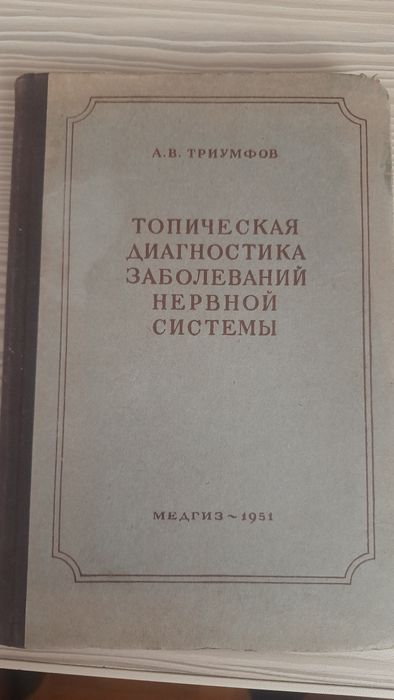 А.В. ТРИУМФОВ
ТОПИЧЕСКАЯ
ДИАГНОСТИКА
ЗАБОЛЕВАНИЙ
НЕРВНОЙ
СИСТЕМЫ
МЕДГИЗ ~ 1951